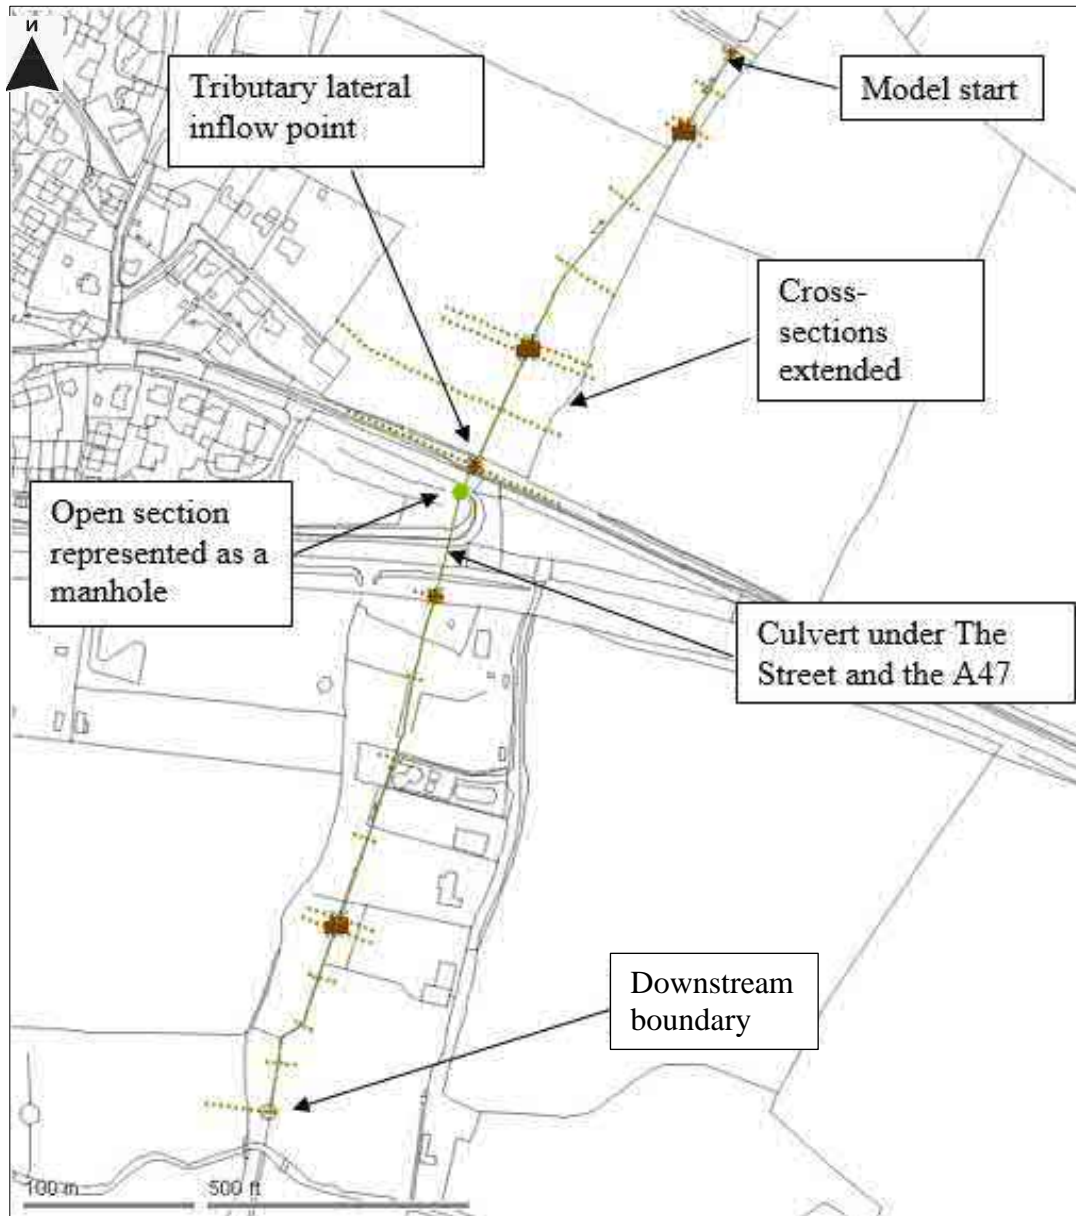 N
Tributary lateral
inflow point
Model start
Cross-
sections
extended
Open section
represented as a
manhole
Culvert under The
Street and the A47
Downstream
boundary
100 m
500 ft